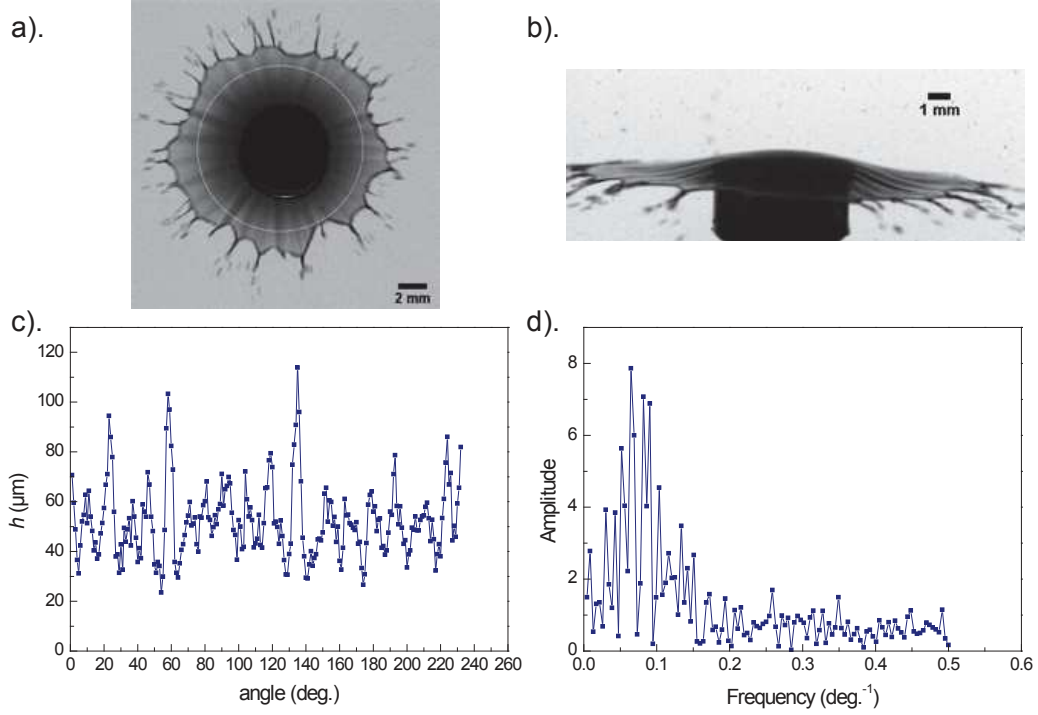 a).
b).
2 mm
1 mm
c).
d).
120
100
80
60
40
20
0
h (μm)
0 20 40 60 80 100 120 140 160 180 200 220 240 260
angle (deg.)
8
6
4
2
0
Amplitude
0.0 0.1 0.2 0.3 0.4 0.5 0.6
Frequency (deg.-1)